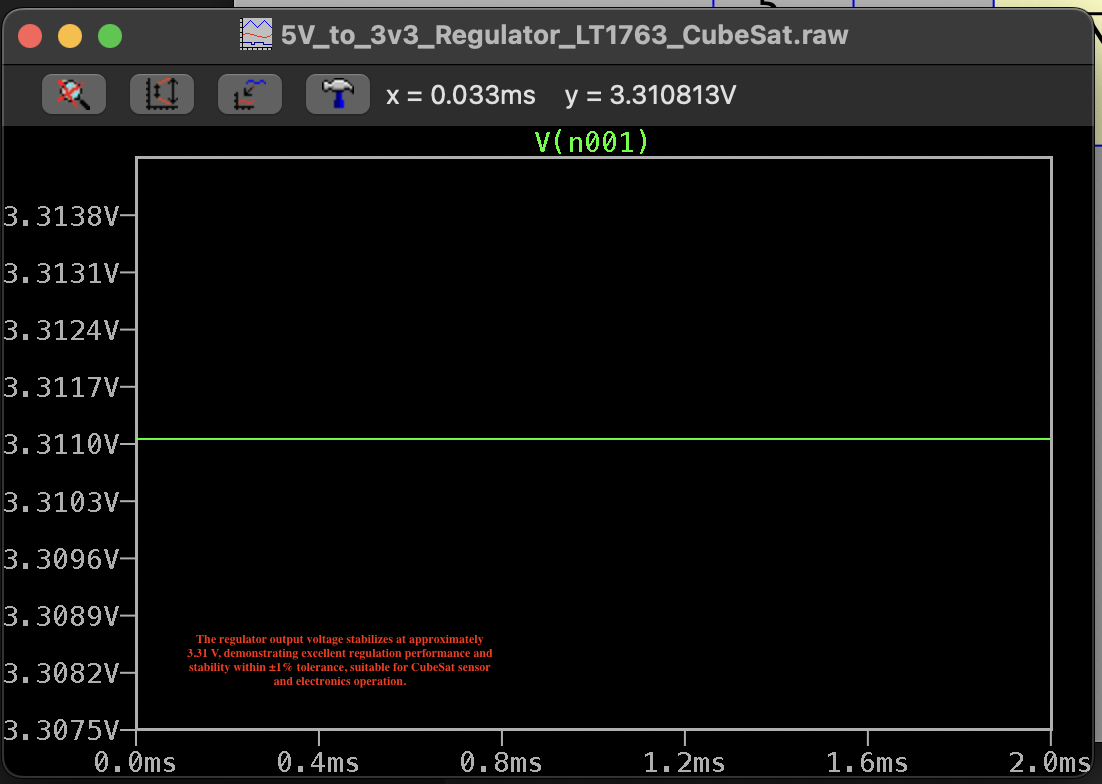 5V_to_3v3_Regulator_LT1763_CubeSat.raw
x = 0.033ms y = 3.310813V
V(n001)
3.3138V
3.3131V
3.3124V
3.3117V
3.3110V
3.3103V
3.3096V
3.3089V
3.3082V
3.3075V
The regulator output voltage stabilizes at approximately
3.31 V, demonstrating excellent regulation performance and
stability within ±1% tolerance, suitable for CubeSat sensor
and electronics operation.
0.0ms 0.4ms 0.8ms 1.2ms 1.6ms 2.0ms